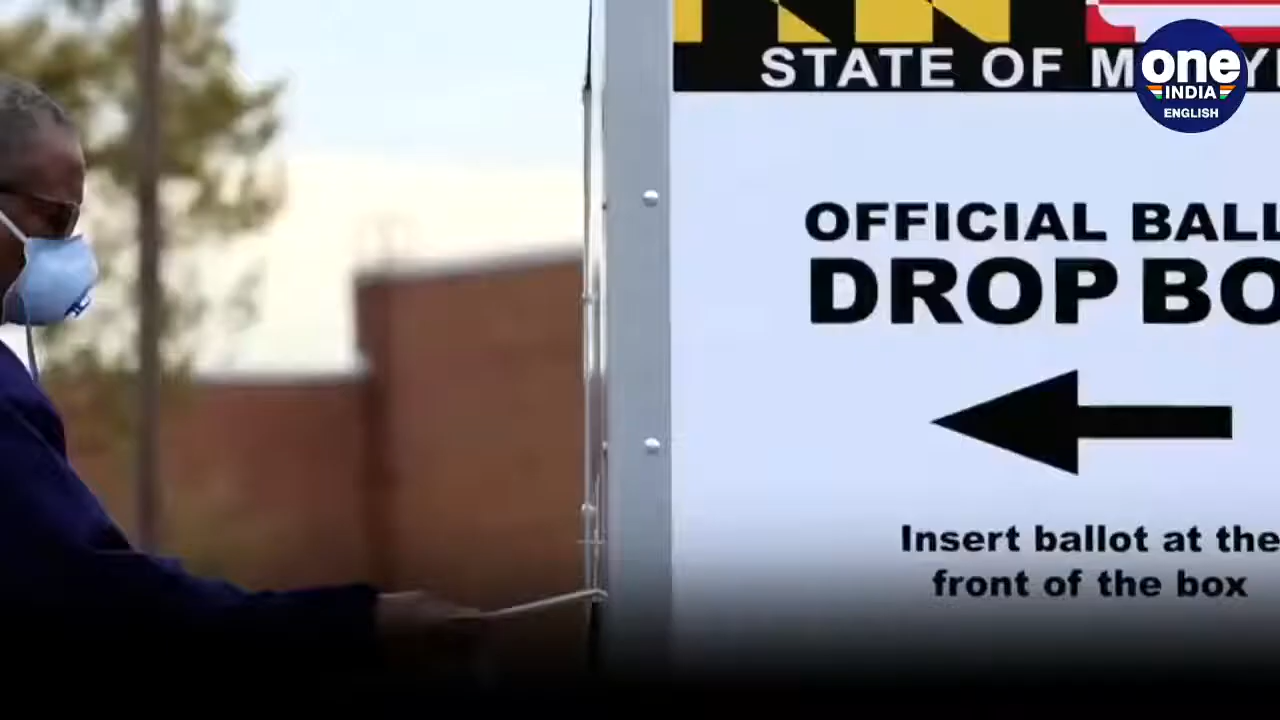 STATE OF M
one
INDIA
ENGLISH
OFFICIAL BALL
DROP BO
Insert ballot at the
front of the box